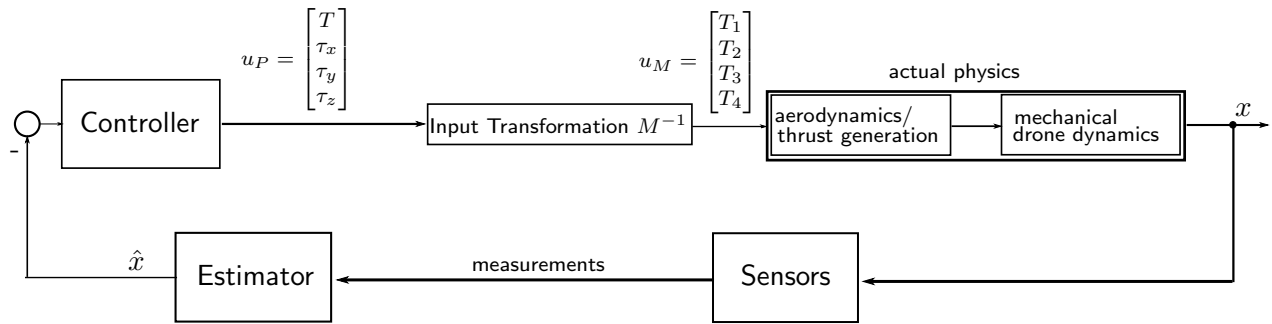 u_P = [T τ_x τ_y τ_z]
u_M = [T_1 T_2 T_3 T_4]
actual physics
Controller
Input Transformation M^{-1}
aerodynamics/
thrust generation
mechanical
drone dynamics
x
-
x̂
Estimator
measurements
Sensors